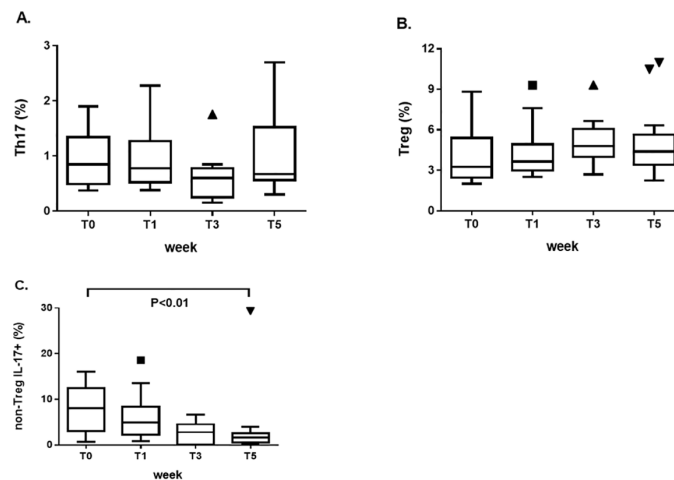 A.
3
2
1
0
Th17 (%)
T0 T1 T3 T5
week
B.
12
9
6
3
0
Treg (%)
T0 T1 T3 T5
week
C.
P<0.01
30
20
10
0
non-Treg IL-17+ (%)
T0 T1 T3 T5
week